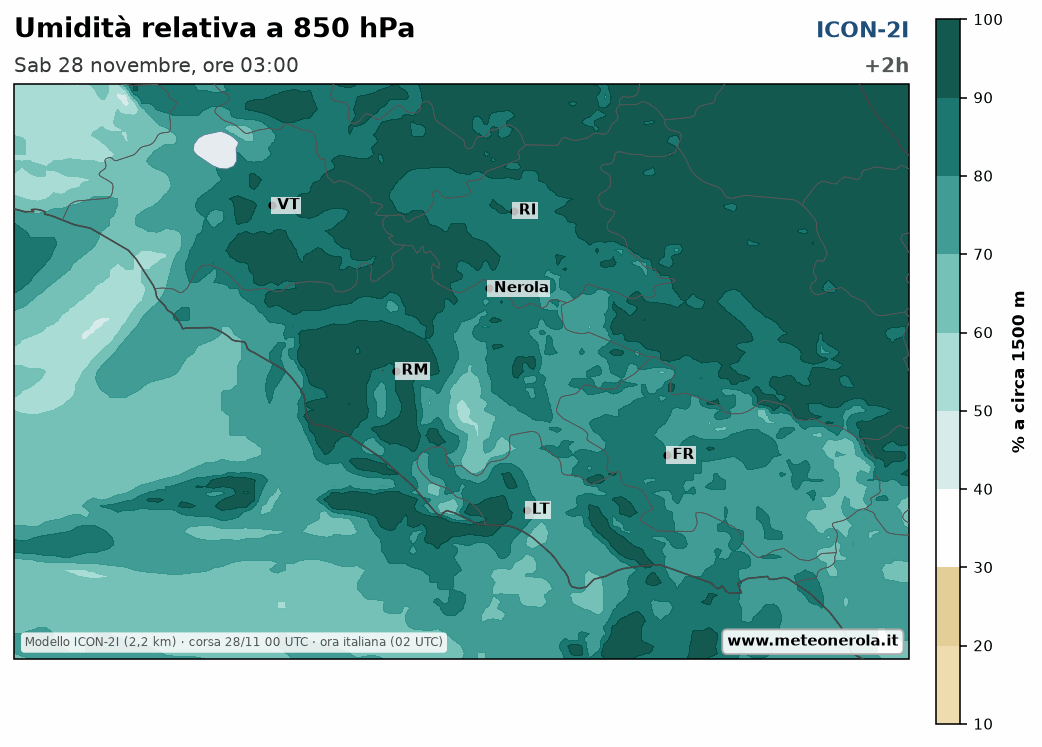 Umidità relativa a 850 hPa
ICON-2I
Sab 28 novembre, ore 03:00
+2h
100
90
80
70
60
50
40
30
20
10
% a circa 1500 m
VT
RI
Nerola
RM
FR
LT
Modello ICON-2I (2,2 km) · corsa 28/11 00 UTC · ora italiana (02 UTC)
www.meteonerola.it